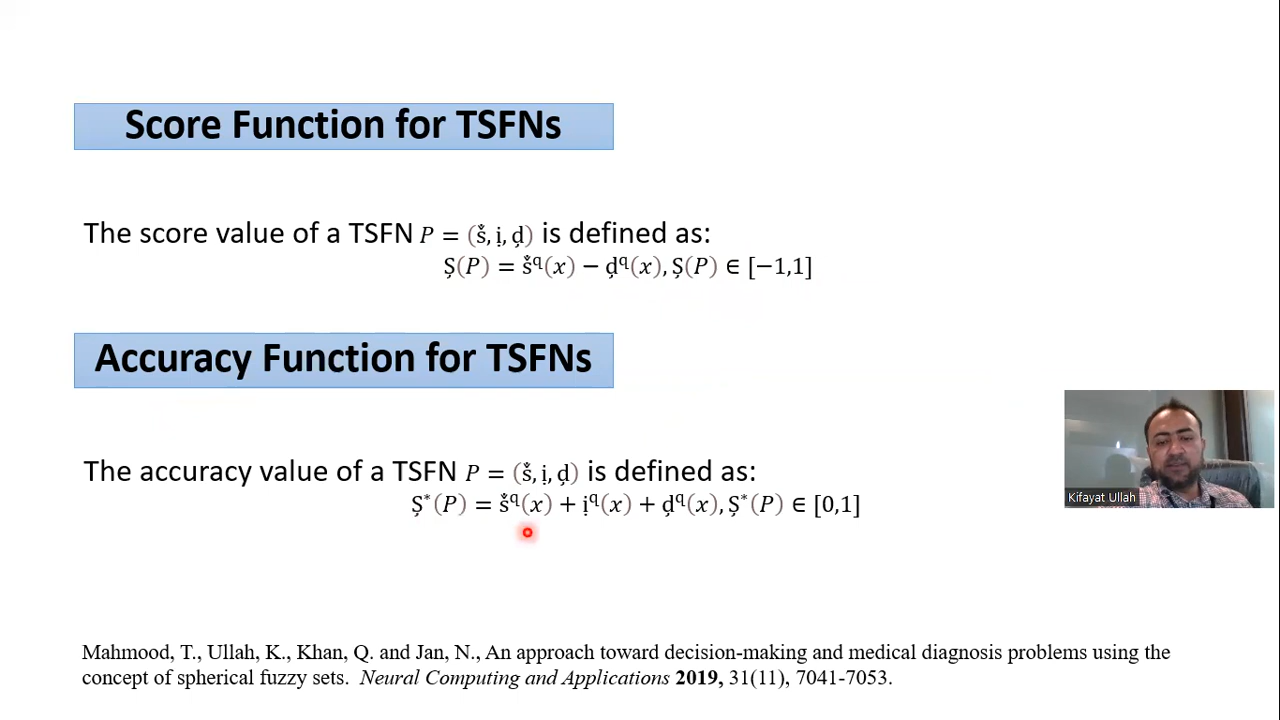 Score Function for TSFNs
The score value of a TSFN P = (ṧ, ị, ḍ̦) is defined as:
Ṣ̦(P) = ṧ^q(x) − ḍ̦^q(x), Ṣ̦(P) ∈ [−1,1]
Accuracy Function for TSFNs
The accuracy value of a TSFN P = (ṧ, ị, ḍ̦) is defined as:
Ṣ̦*(P) = ṧ^q(x) + ị^q(x) + ḍ̦^q(x), Ṣ̦*(P) ∈ [0,1]
Kifayat Ullah
Mahmood, T., Ullah, K., Khan, Q. and Jan, N., An approach toward decision-making and medical diagnosis problems using the
concept of spherical fuzzy sets. Neural Computing and Applications 2019, 31(11), 7041-7053.